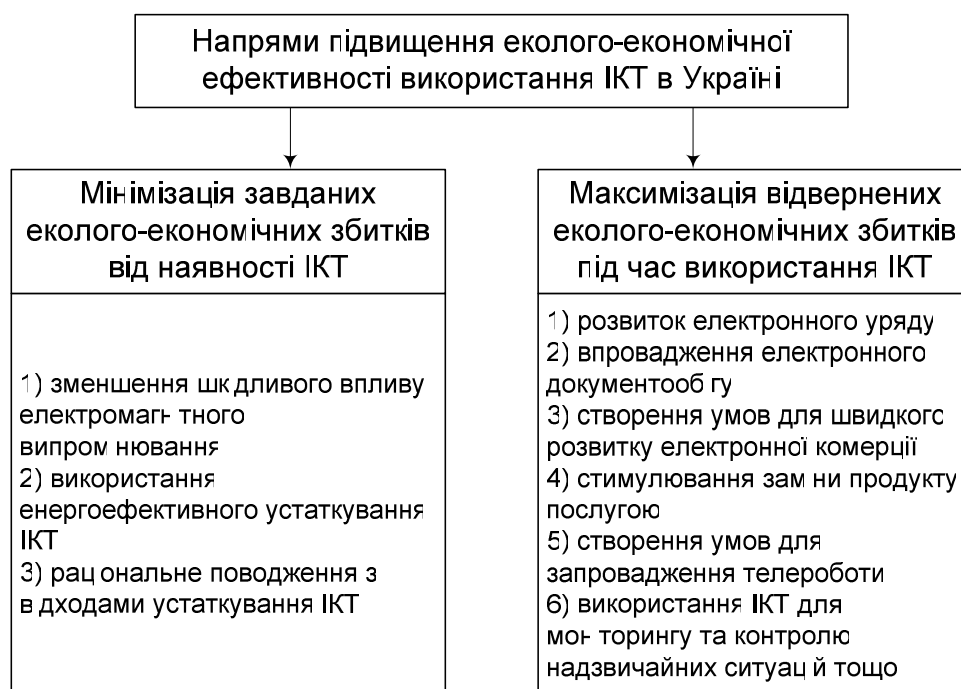 Напрями підвищення еколого-економічної
ефективності використання ІКТ в Україні
Мінімізація завданих
еколого-економічних збитків
від наявності ІКТ
1) зменшення шк дливого впливу
електромагн тного
випром нювання
2) використання
енергоефективного устаткування
ІКТ
3) рац ональне поводження з
в дходами устаткування ІКТ
Максимізація відвернених
еколого-економічних збитків
під час використання ІКТ
1) розвиток електронного уряду
2) впровадження електронного
документооб гу
3) створення умов для швидкого
розвитку електронної комерції
4) стимулювання зам ни продукту
послугою
5) створення умов для
запровадження телероботи
6) використання ІКТ для
мон торингу та контролю
надзвичайних ситуац й тощо